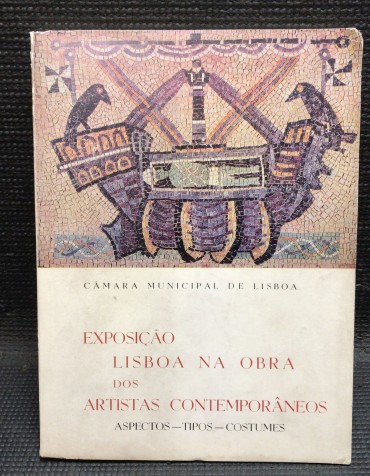 CÂMARA MUNICIPAL DE LISBOA
EXPOSIÇÃO
LISBOA NA OBRA
DOS
ARTISTAS CONTEMPORÂNEOS
ASPECTOS—TIPOS—COSTUMES